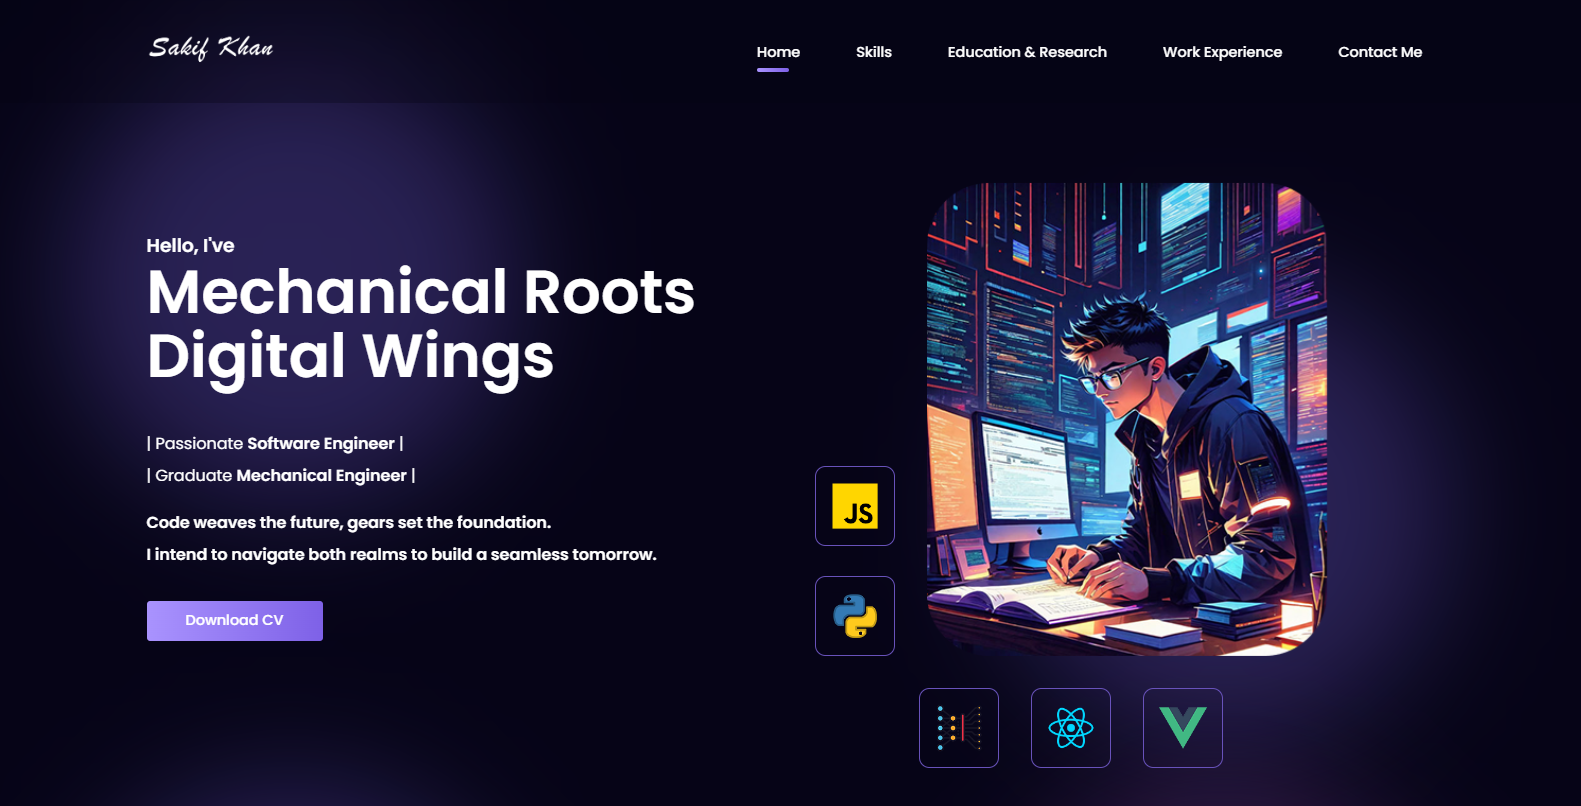 Sakif Khan
Home
Skills
Education & Research
Work Experience
Contact Me
Hello, I've
Mechanical Roots
Digital Wings
| Passionate Software Engineer |
| Graduate Mechanical Engineer |
Code weaves the future, gears set the foundation.
I intend to navigate both realms to build a seamless tomorrow.
Download CV
JS